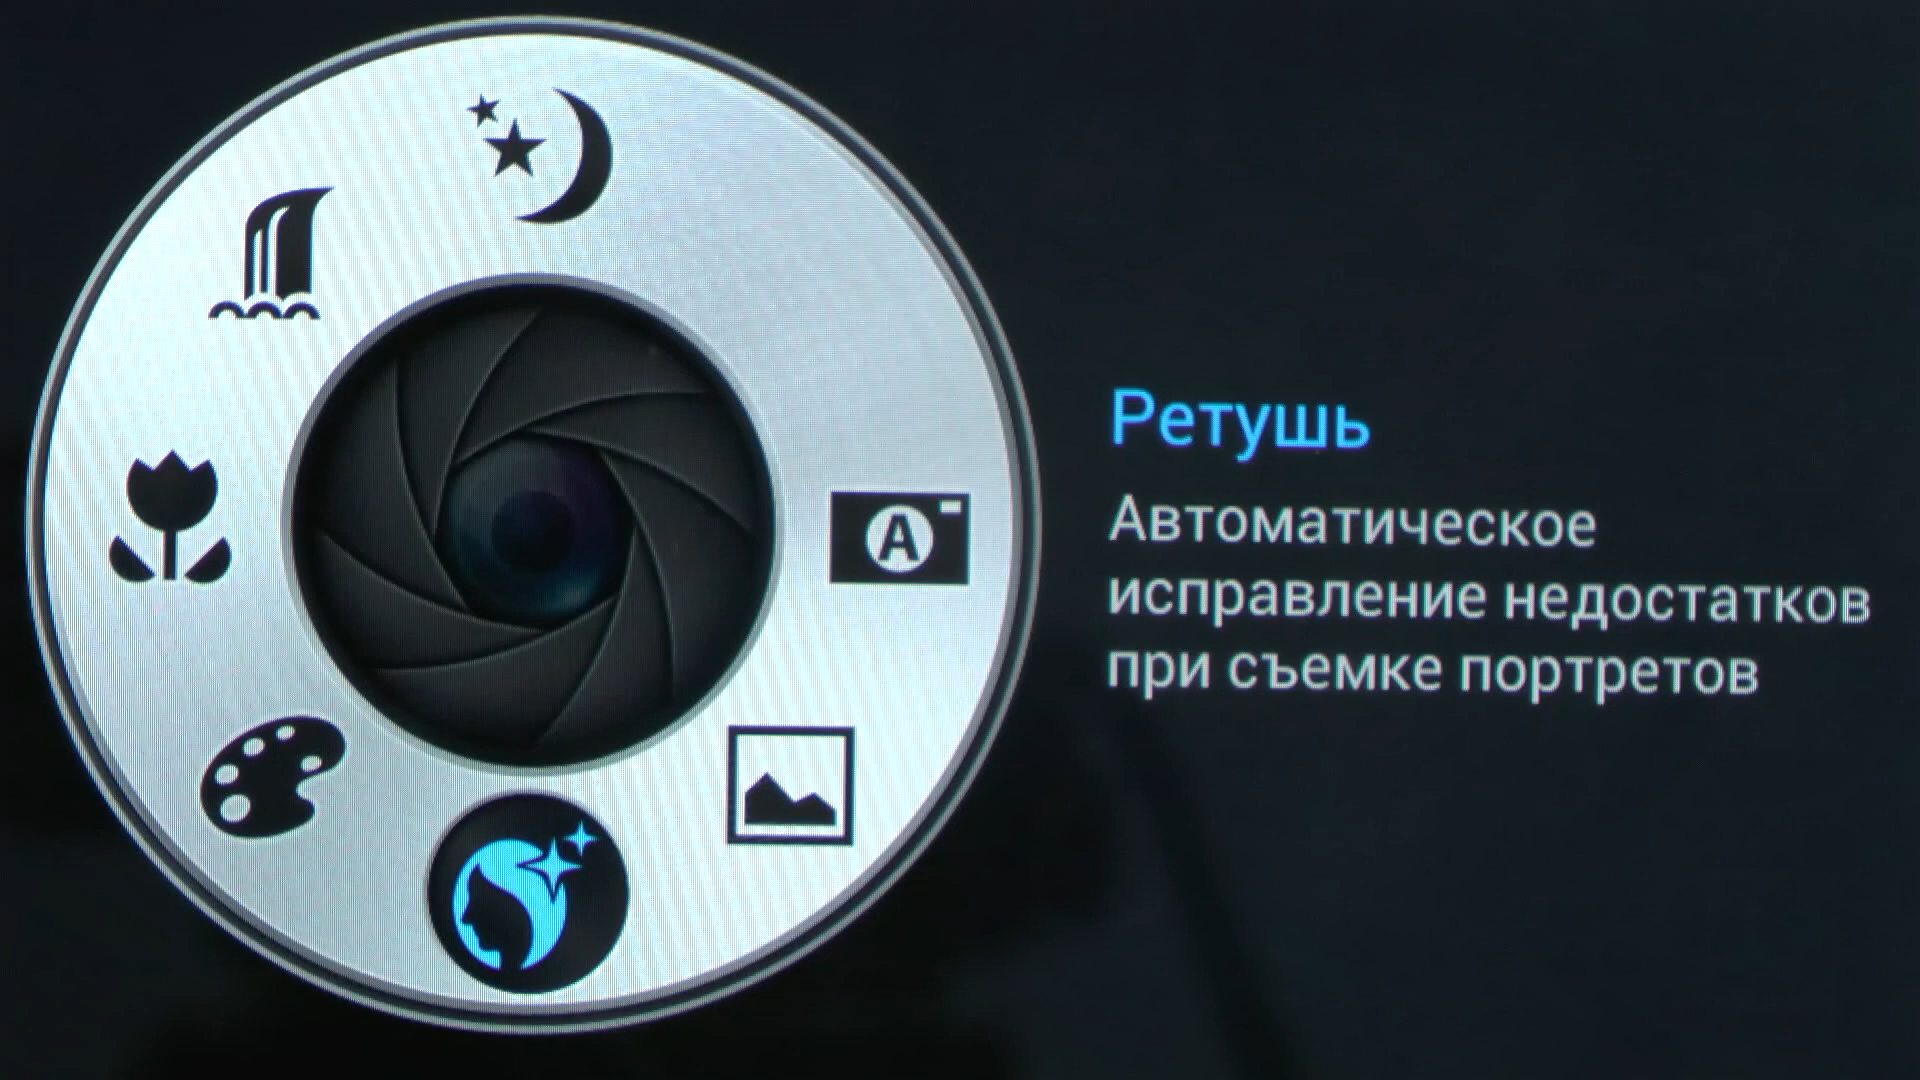 A
Ретушь
Автоматическое
исправление недостатков
при съемке портретов